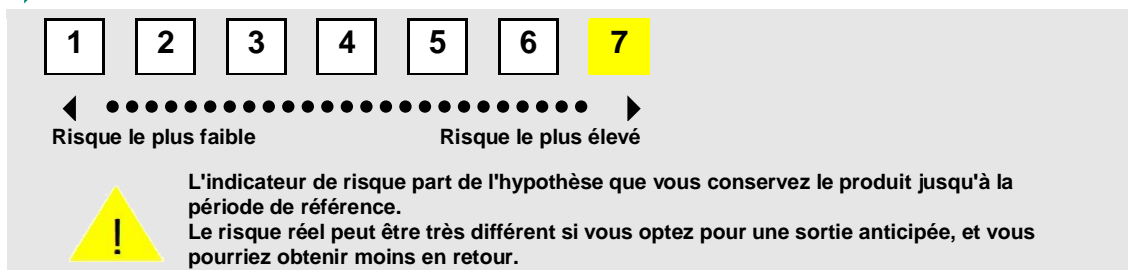 1 2 3 4 5 6 7
Risque le plus faible Risque le plus élevé
L'indicateur de risque part de l'hypothèse que vous conservez le produit jusqu'à la
période de référence.
! Le risque réel peut être très différent si vous optez pour une sortie anticipée, et vous
pourriez obtenir moins en retour.